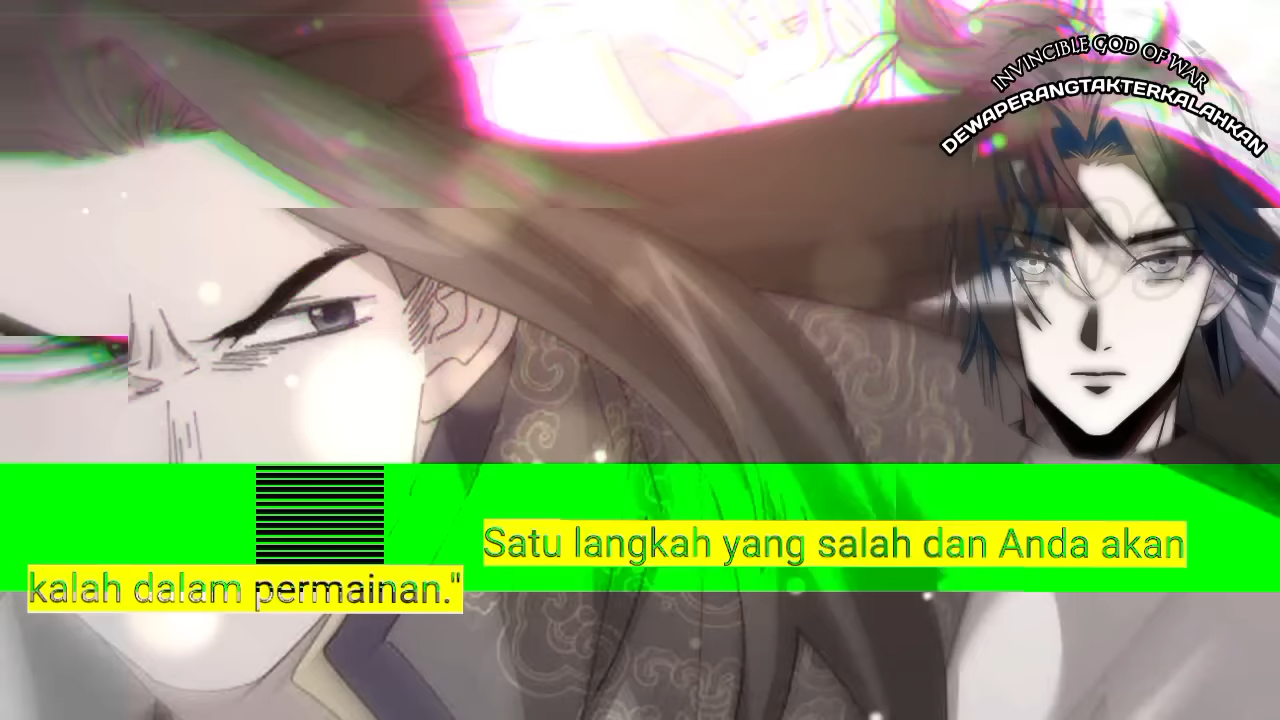 INVINCIBLE GOD OF WAR
DEWAPERANGTAKTERKALAHKAN
Satu langkah yang salah dan Anda akan
kalah dalam permainan."